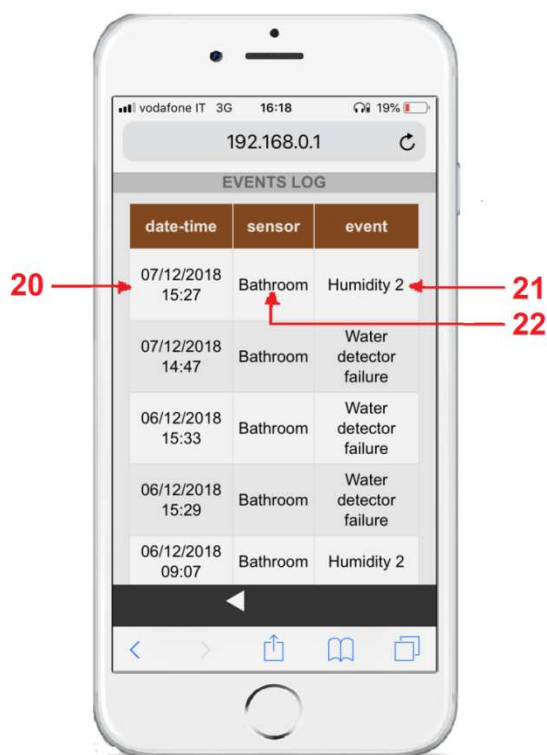 vodafone IT 3G 16:18 19%
192.168.0.1
EVENTS LOG
date-time sensor event
20 07/12/2018 15:27 Bathroom Humidity 2 21
22
07/12/2018 14:47 Bathroom Water detector failure
06/12/2018 15:33 Bathroom Water detector failure
06/12/2018 15:29 Bathroom Water detector failure
06/12/2018 09:07 Bathroom Humidity 2